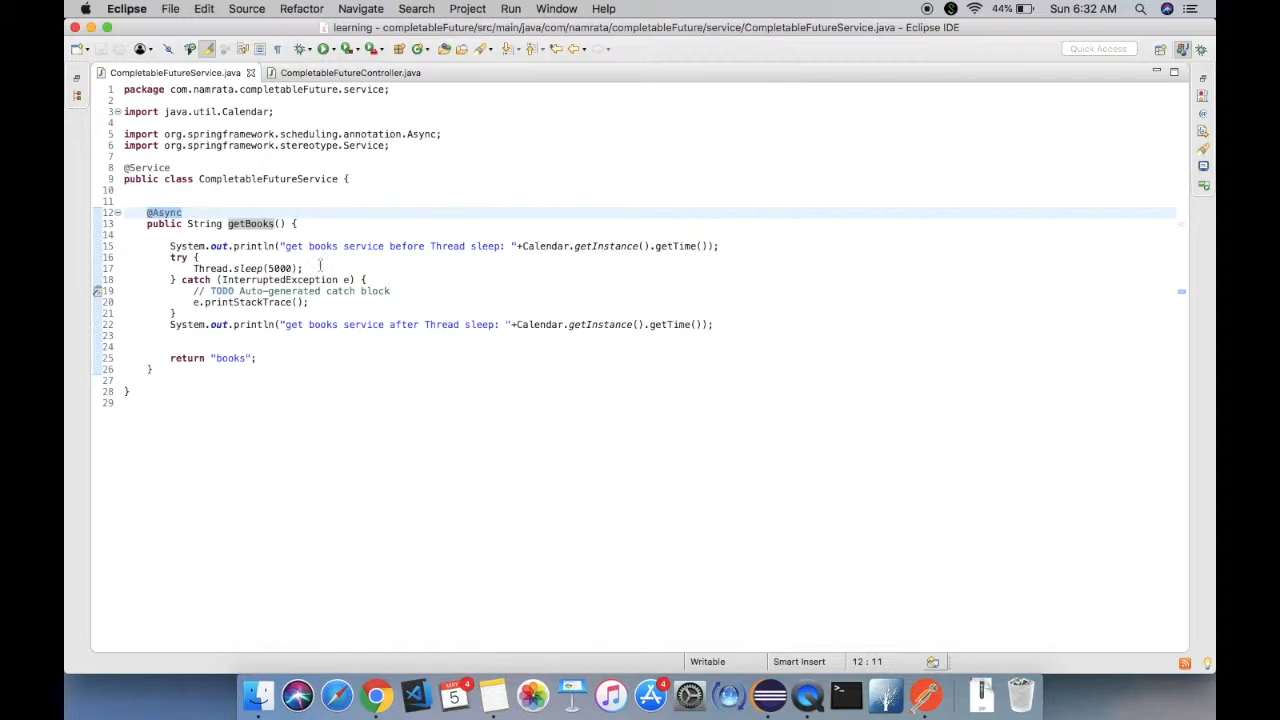 Eclipse File Edit Source Refactor Navigate Search Project Run Window Help 44% Sun 6:32 AM
learning - completableFuture/src/main/java/com/namrata/completableFuture/service/CompletableFutureService.java - Eclipse IDE
Quick Access
CompletableFutureService.java CompletableFutureController.java
1 package com.namrata.completableFuture.service;
2
3 import java.util.Calendar;
4
5 import org.springframework.scheduling.annotation.Async;
6 import org.springframework.stereotype.Service;
7
8 @Service
9 public class CompletableFutureService {
10
11
12 @Async
13 public String getBooks() {
14
15 System.out.println("get books service before Thread sleep: "+Calendar.getInstance().getTime());
16 try {
17 Thread.sleep(5000);
18 } catch (InterruptedException e) {
19 // TODO Auto-generated catch block
20 e.printStackTrace();
21 }
22 System.out.println("get books service after Thread sleep: "+Calendar.getInstance().getTime());
23
24
25 return "books";
26 }
27
28 }
29
Writable Smart Insert 12 : 11
MAY 5 4
4